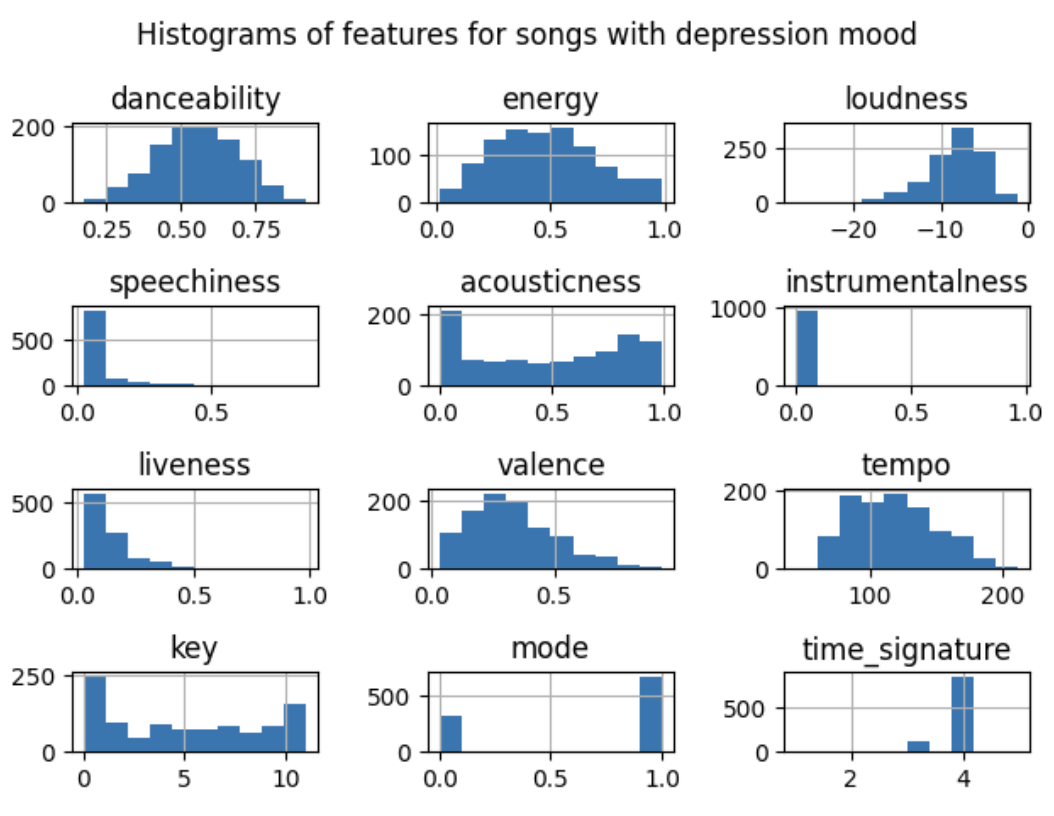 Histograms of features for songs with depression mood
danceability
200
0
0.25 0.50 0.75
energy
100
0
0.0 0.5 1.0
loudness
250
0
−20 −10 0
speechiness
500
0
0.0 0.5
acousticness
200
0
0.0 0.5 1.0
instrumentalness
1000
0
0.0 0.5 1.0
liveness
500
0
0.0 0.5 1.0
valence
200
0
0.0 0.5
tempo
200
0
100 200
key
250
0
0 5 10
mode
500
0
0.0 0.5 1.0
time_signature
500
0
2 4